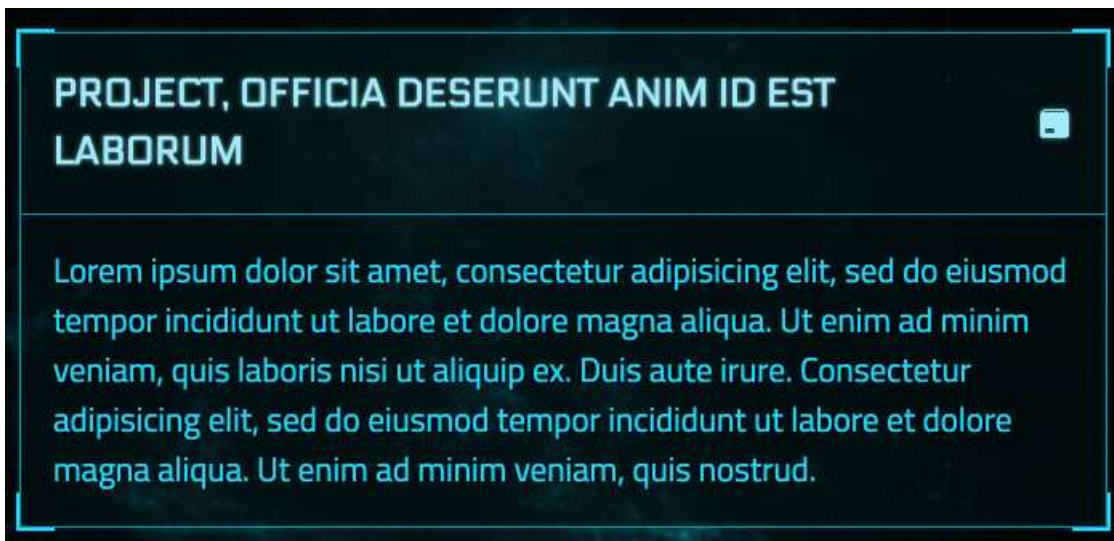 PROJECT, OFFICIA DESERUNT ANIM ID EST
LABORUM
Lorem ipsum dolor sit amet, consectetur adipisicing elit, sed do eiusmod
tempor incididunt ut labore et dolore magna aliqua. Ut enim ad minim
veniam, quis laboris nisi ut aliquip ex. Duis aute irure. Consectetur
adipisicing elit, sed do eiusmod tempor incididunt ut labore et dolore
magna aliqua. Ut enim ad minim veniam, quis nostrud.